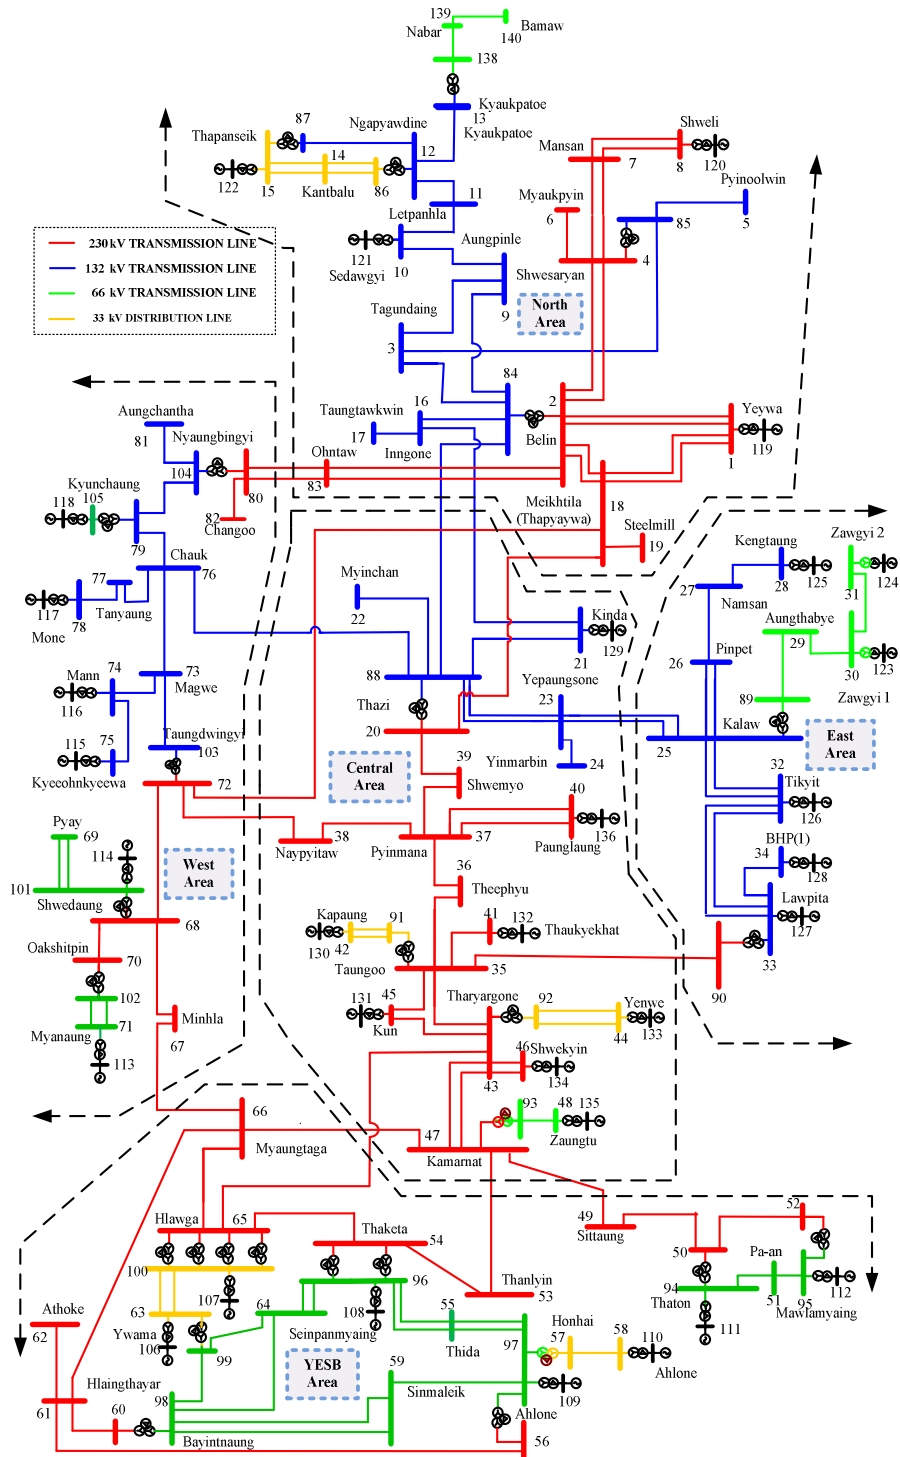 139
Nabar
Bamaw
140
138
Kyaukpatoe
13
Kyaukpatoe
87
Thapanseik
Ngapyawdine
14
12
122
15
Kantbalu
86
11
Letpanhla
121
Sedawgyi
10
Aungpinle
Shweli
Mansan
7
8
120
Pyinoolwin
5
Myaukpyin
6
85
4
230kV TRANSMISSION LINE
132 kV TRANSMISSION LINE
66 kV TRANSMISSION LINE
33 kV DISTRIBUTION LINE
Shwesaryan
9
North
Area
Tagundaing
3
84
16
Taungtawkwin
17
Inngone
2
Belin
Yeywa
119
1
Aungchantha
81
Nyaungbingyi
104
Ohntaw
83
80
82
Changoo
Kyunchaung
118
105
79
Meikhtila
(Thapyaywa)
18
Steelmill
19
Chauk
76
77
Tanyaung
117
78
Mone
Myinchan
22
Kinda
21
129
88
Thazi
20
Yepaungsone
23
Yinmarbin
24
Zawgyi 2
Kengtaung
27
28
125
31
124
Namsan
Aungthabye
29
Pinpet
26
30
123
Zawgyi 1
89
Kalaw
25
East
Area
74
Mann
116
73
Magwe
115
75
Kyeeohnkyeewa
Taungdwingyi
103
72
39
Shwemyo
Central
Area
40
32
Tikyit
126
38
Naypyitaw
Pyinmana
37
136
Paunglaung
BHP(1)
34
128
Pyay
69
114
101
Shwedaung
West
Area
68
36
Theephyu
Lawpita
127
33
Kapaung
91
130
42
41
132
Thaukyekhat
Oakshitpin
70
Taungoo
35
90
102
71
Myanaung
113
Minhla
67
131
45
Kun
Tharyargone
92
Yenwe
44
133
46
Shwekyin
43
134
93
48
135
Zaungtu
66
Myaungtaga
47
Kamarnat
Hlawga
65
49
Sittaung
52
Thaketa
54
50
Pa-an
100
96
94
Thaton
51
95
112
Mawlamyaing
111
107
63
64
108
Thanlyin
53
Athoke
62
Ywama
106
99
Seinpanmyaing
55
Thida
97
Honhai
57
58
110
Ahlone
YESB
Area
59
Sinmaleik
109
Hlaingthayar
61
60
98
Bayintnaung
Ahlone
56